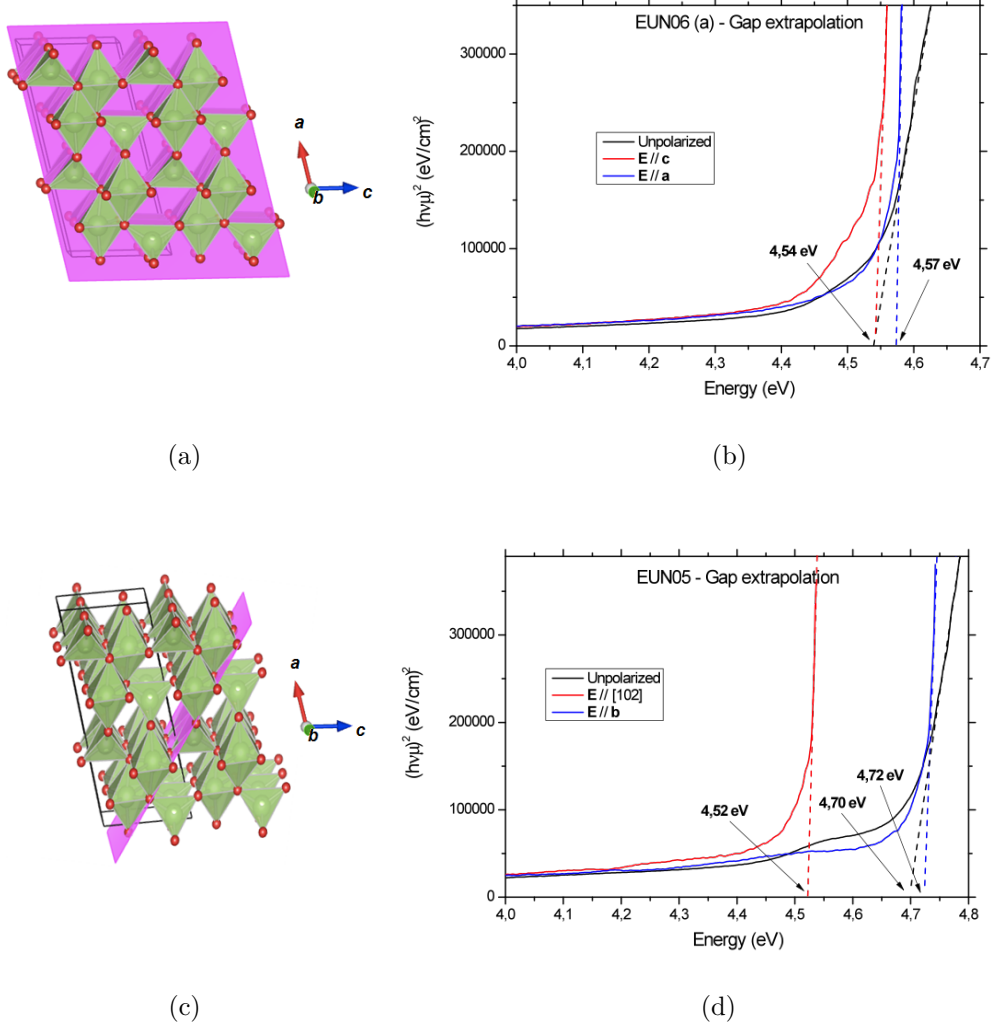 a
b
c
(a)
EUN06 (a) - Gap extrapolation
300000
200000
100000
0
(hνμ)² (eV/cm)²
Unpolarized
E // c
E // a
4,54 eV
4,57 eV
4,0 4,1 4,2 4,3 4,4 4,5 4,6 4,7
Energy (eV)
(b)
a
b
c
(c)
EUN05 - Gap extrapolation
300000
200000
100000
0
(hνμ)² (eV/cm)²
Unpolarized
E // [102]
E // b
4,52 eV
4,72 eV
4,70 eV
4,0 4,1 4,2 4,3 4,4 4,5 4,6 4,7 4,8
Energy (eV)
(d)